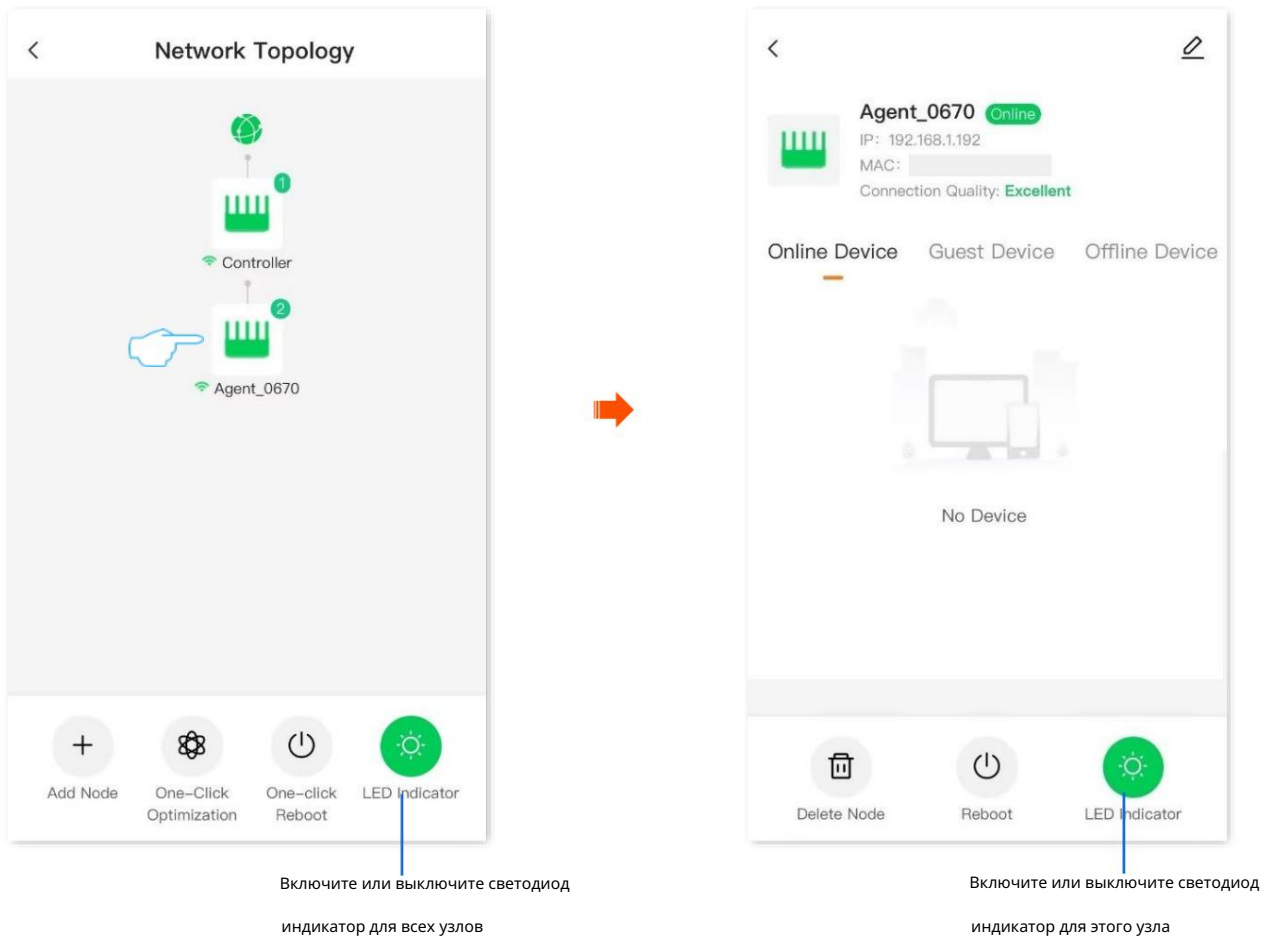 Network Topology
1
Controller
2
Agent_0670
Add Node
One-Click
Optimization
One-click
Reboot
LED Indicator
Включите или выключите светодиод
индикатор для всех узлов
Agent_0670 Online
IP: 192.168.1.192
MAC:
Connection Quality: Excellent
Online Device Guest Device Offline Device
No Device
Delete Node
Reboot
LED Indicator
Включите или выключите светодиод
индикатор для этого узла